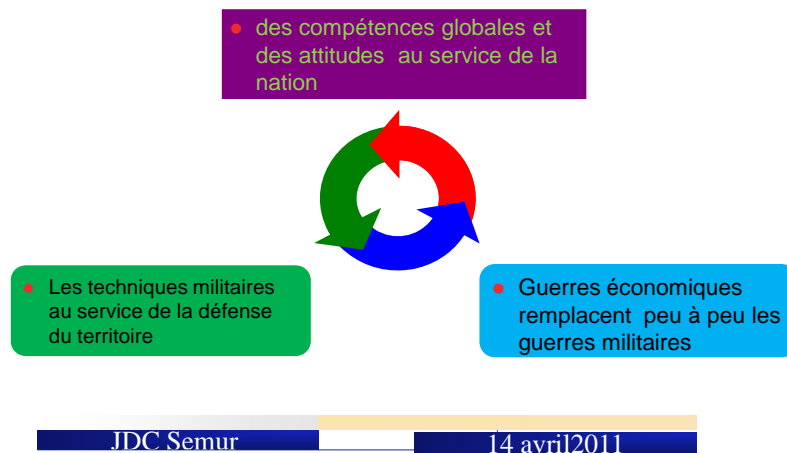 des compétences globales et
des attitudes au service de la
nation
Les techniques militaires
au service de la défense
du territoire
Guerres économiques
remplacent peu à peu les
guerres militaires
JDC Semur
14 avril2011